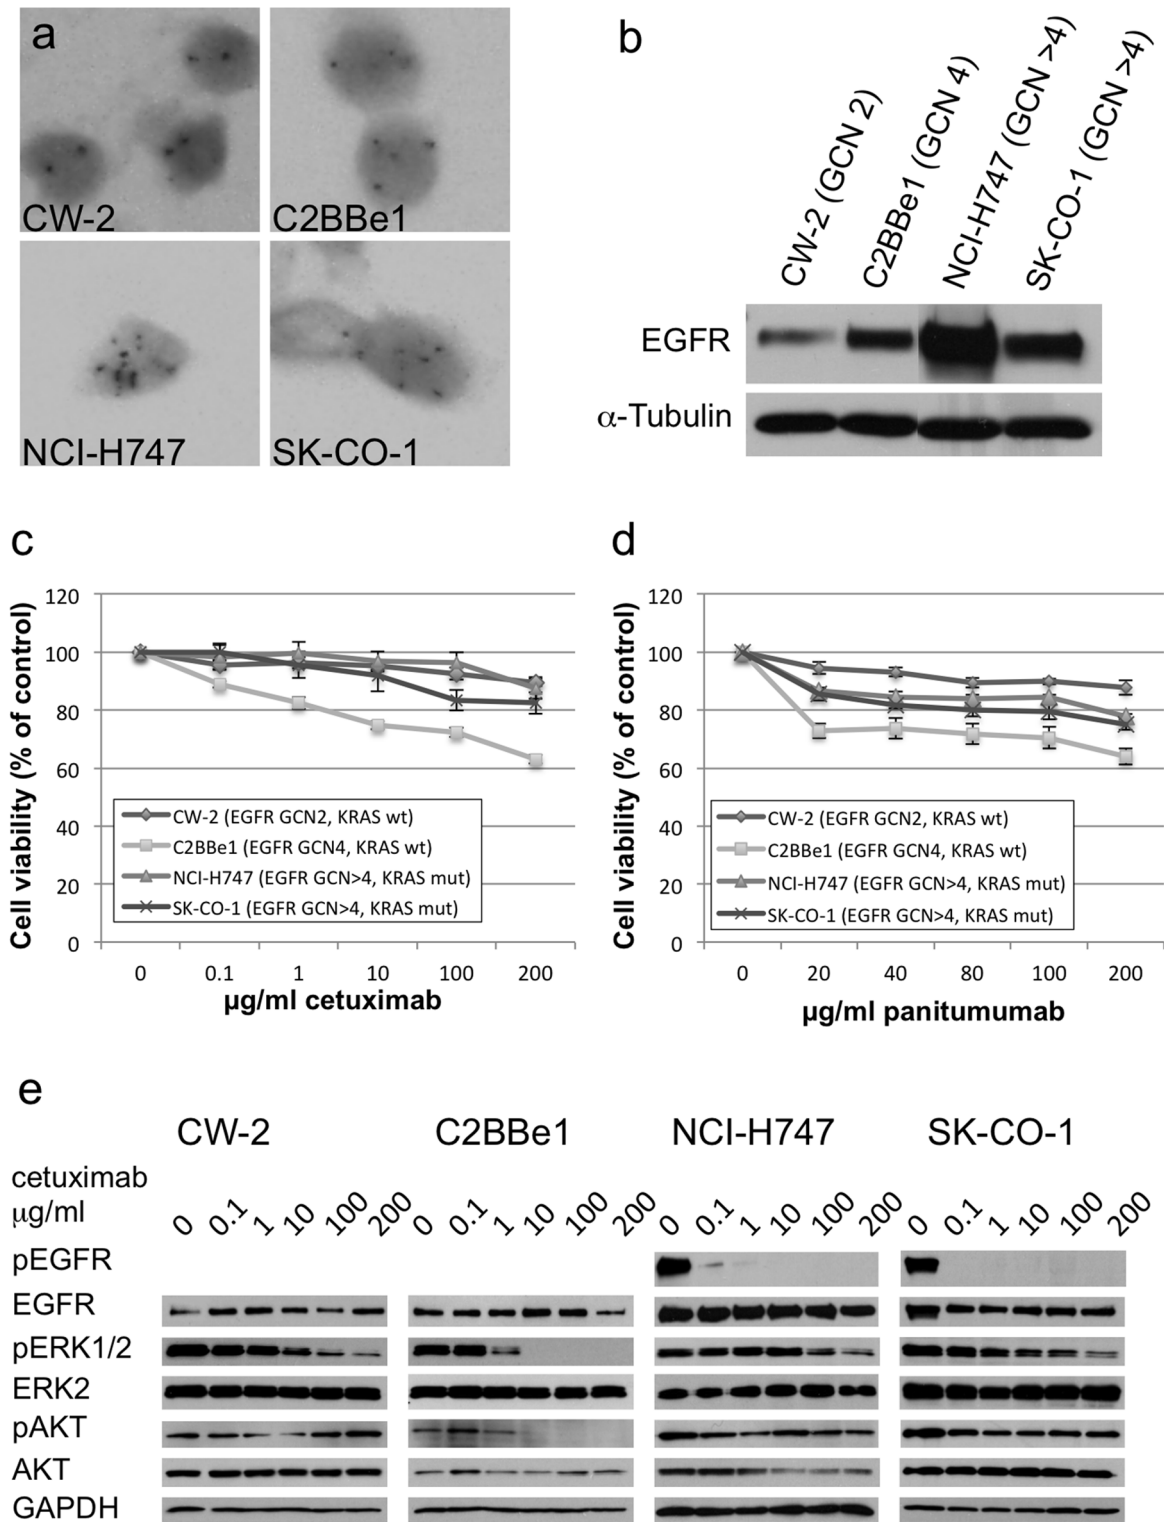 a
CW-2
C2BBe1
NCI-H747
SK-CO-1
b
CW-2 (GCN 2)
C2BBe1 (GCN 4)
NCI-H747 (GCN >4)
SK-CO-1 (GCN >4)
EGFR
α-Tubulin
c
Cell viability (% of control)
120
100
80
60
40
20
0
CW-2 (EGFR GCN2, KRAS wt)
C2BBe1 (EGFR GCN4, KRAS wt)
NCI-H747 (EGFR GCN>4, KRAS mut)
SK-CO-1 (EGFR GCN>4, KRAS mut)
0 0.1 1 10 100 200
µg/ml cetuximab
d
Cell viability (% of control)
120
100
80
60
40
20
0
CW-2 (EGFR GCN2, KRAS wt)
C2BBe1 (EGFR GCN4, KRAS wt)
NCI-H747 (EGFR GCN>4, KRAS mut)
SK-CO-1 (EGFR GCN>4, KRAS mut)
0 20 40 80 100 200
µg/ml panitumumab
e
CW-2 C2BBe1 NCI-H747 SK-CO-1
cetuximab
µg/ml
0 0.1 1 10 100 200 0 0.1 1 10 100 200 0 0.1 1 10 100 200 0 0.1 1 10 100 200
pEGFR
EGFR
pERK1/2
ERK2
pAKT
AKT
GAPDH